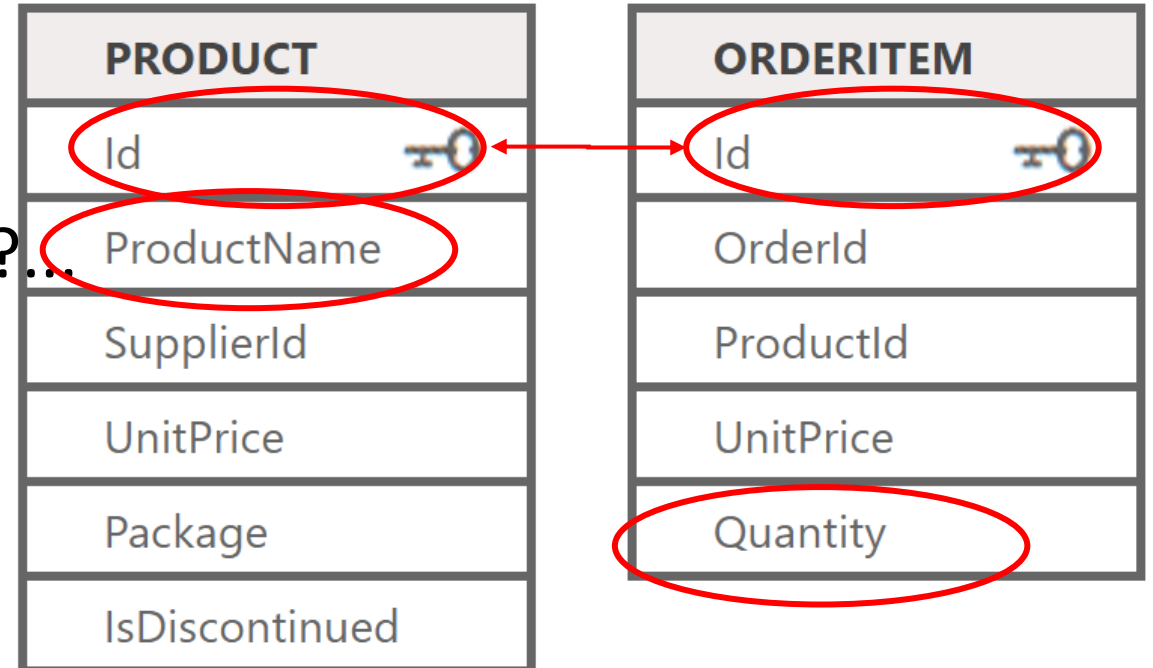 PRODUCT
Id
ProductName
SupplierId
UnitPrice
Package
IsDiscontinued
ORDERITEM
Id
OrderId
ProductId
UnitPrice
Quantity
?...